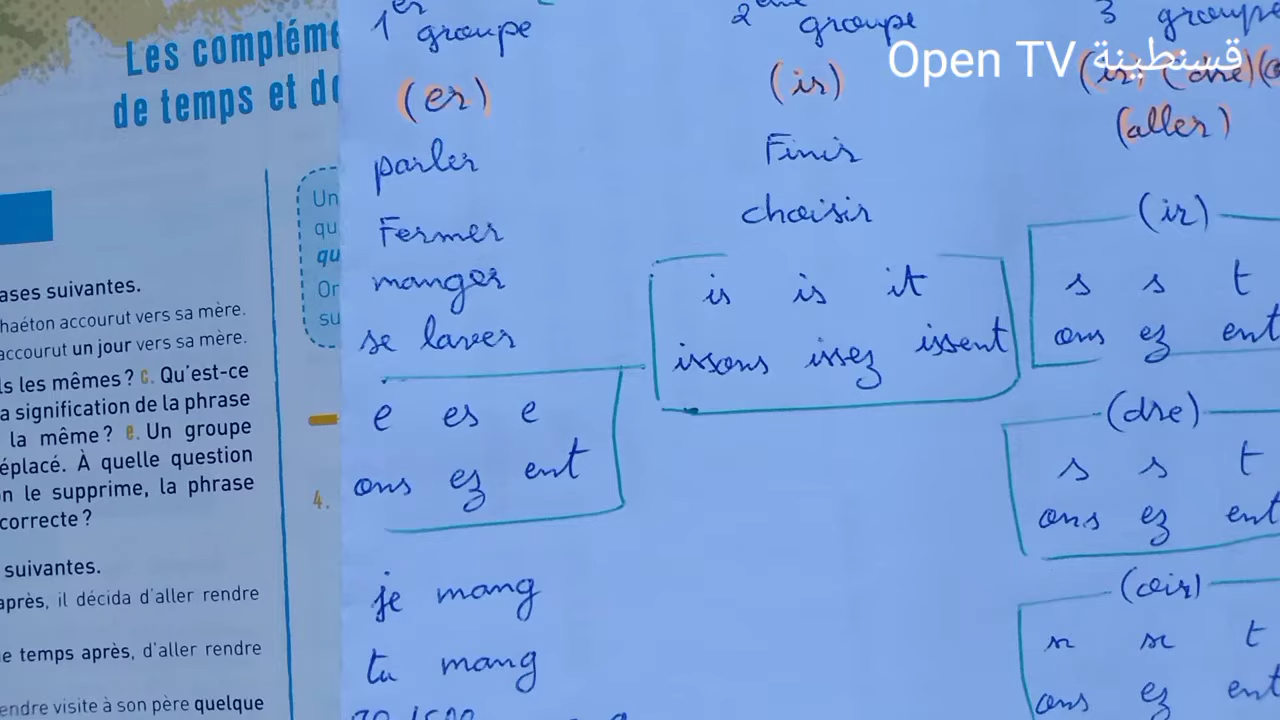 Les complém
de temps et d
Un
qu
qu
On
su
ases suivantes.
haéton accourut vers sa mère.
accourut un jour vers sa mère.
ls les mêmes ? c. Qu'est-ce
a signification de la phrase
la même ? e. Un groupe
éplacé. À quelle question
n le supprime, la phrase
correcte ?
4.
suivantes.
après, il décida d'aller rendre
e temps après, d'aller rendre
endre visite à son père quelque
1er groupe
(er)
parler
Fermer
manger
se laver
e es e
ons ez ent
je mang
tu mang
2ème groupe
(ir)
Finir
choisir
is is it
issons issez issent
3 groupe
(ir) (dre)
(aller)
(ir)
s s t
ons ez ent
(dre)
s s t
ons ez ent
(oir)
x x t
ons ez ent
Open TV قسنطينة